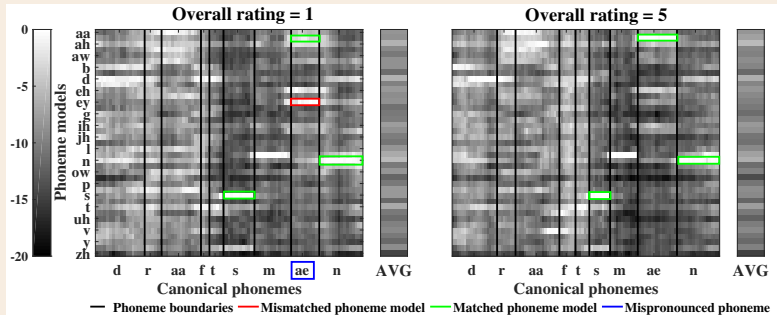 Overall rating = 1
Overall rating = 5
0
-5
-10
-15
-20
Phoneme models
aa
ah
aw
b
d
eh
ey
g
ih
jh
l
n
ow
p
s
t
uh
v
y
zh
d r aa f t s m ae n AVG
d r aa f t s m ae n AVG
Canonical phonemes
Canonical phonemes
Phoneme boundaries Mismatched phoneme model Matched phoneme model Mispronounced phoneme